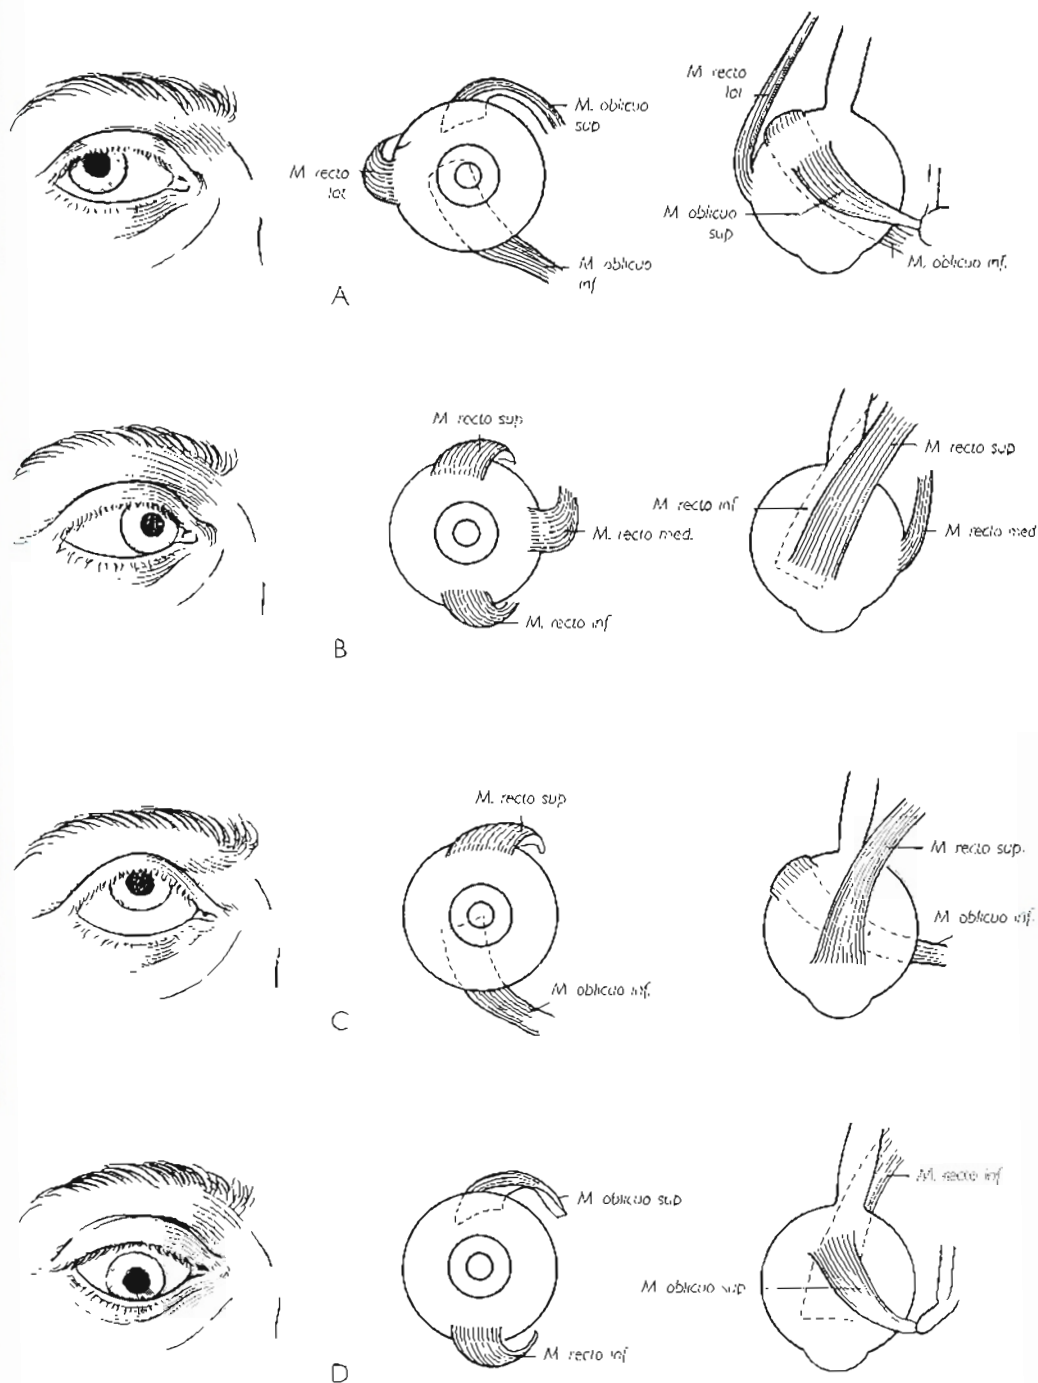 M. oblicuo
sup
M recto
lat
M oblicuo
inf
M recto
lat
M oblicuo
sup
M. oblicuo inf.
A
M recto sup
M. recto med.
M. recto inf
M recto sup
M recto inf
M recto med
B
M. recto sup
M oblicuo inf.
M recto sup.
M oblicuo inf.
C
M oblicuo sup
M recto inf
M. recto inf
M oblicuo sup
D